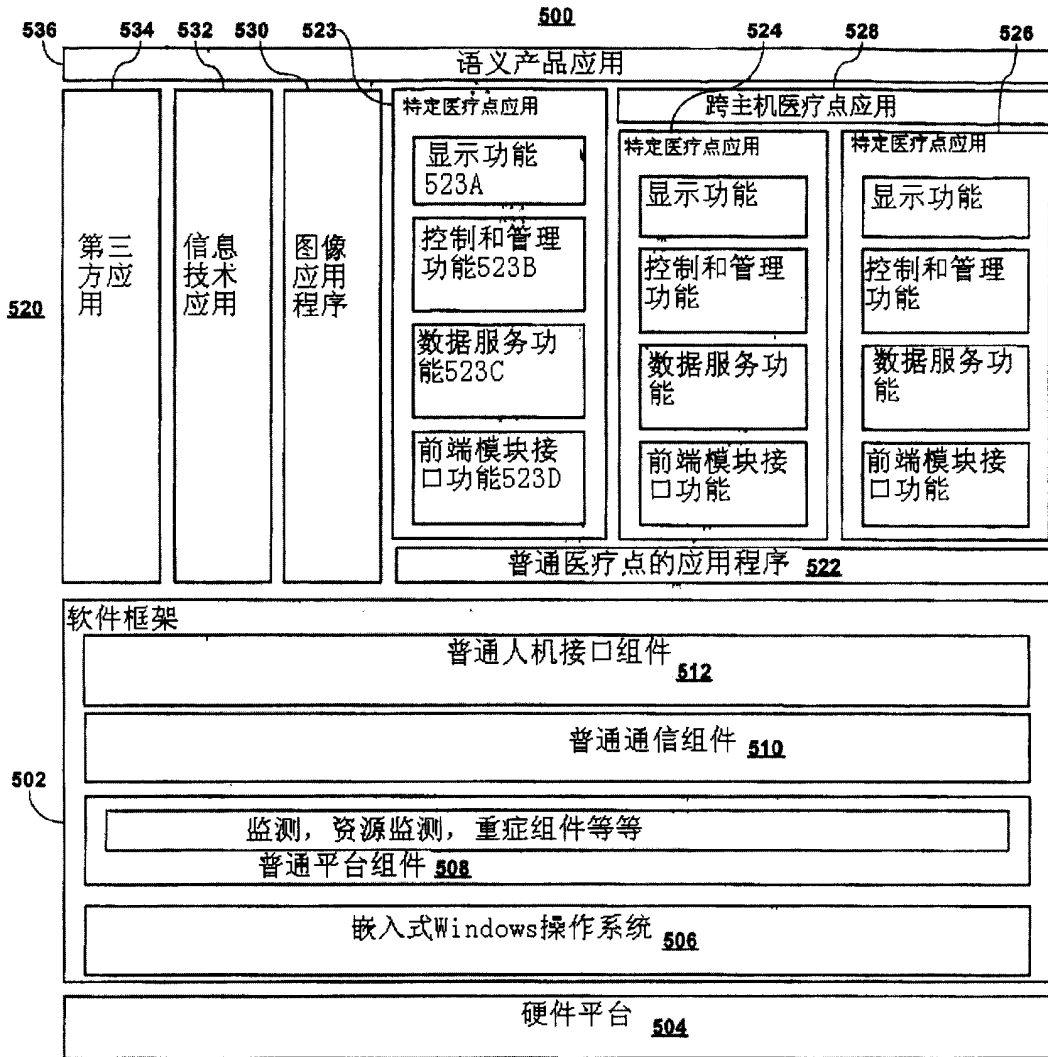 500
536 534 532 530 523 524 528 526
语义产品应用
520
第三
方应
用
信息
技术
应用
图像
应用
程序
特定医疗点应用
显示功能
523A
控制和管理
功能523B
数据服务功
能523C
前端模块接
口功能523D
跨主机医疗点应用
特定医疗点应用
显示功能
控制和管理
功能
数据服务功
能
前端模块接
口功能
特定医疗点应用
显示功能
控制和管理
功能
数据服务功
能
前端模块接
口功能
普通医疗点的应用程序 522
软件框架
普通人机接口组件 512
普通通信组件 510
502
监测，资源监测，重症组件等等
普通平台组件 508
嵌入式Windows操作系统 506
硬件平台 504